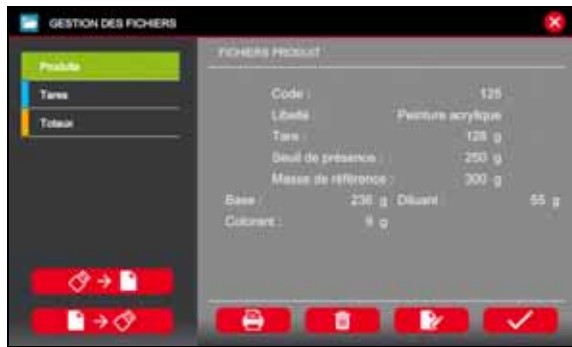 GESTION DES FICHIERS
FICHIERS PRODUIT
Produits
Tares
Totaux
Code : 125
Libellé : Peinture acrylique
Tare : 128 g
Seuil de présence : 250 g
Masse de référence : 300 g
Base : 236 g Diluant : 55 g
Colorant : 9 g